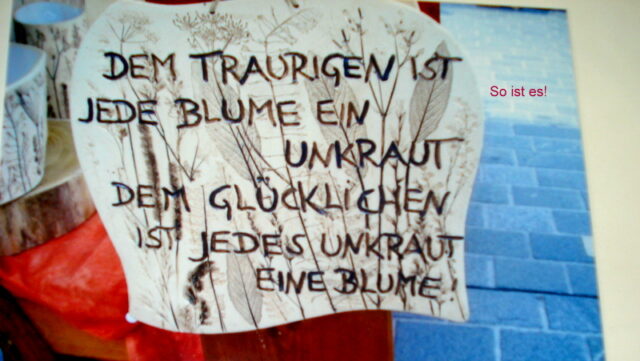 DEM TRAURIGEN IST
JEDE BLUME EIN
UNKRAUT
DEM GLÜCKLICHEN
IST JEDES UNKRAUT
EINE BLUME!
So ist es!